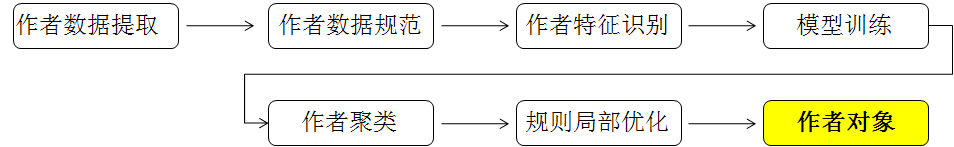 作者数据提取
作者数据规范
作者特征识别
模型训练
作者聚类
规则局部优化
作者对象